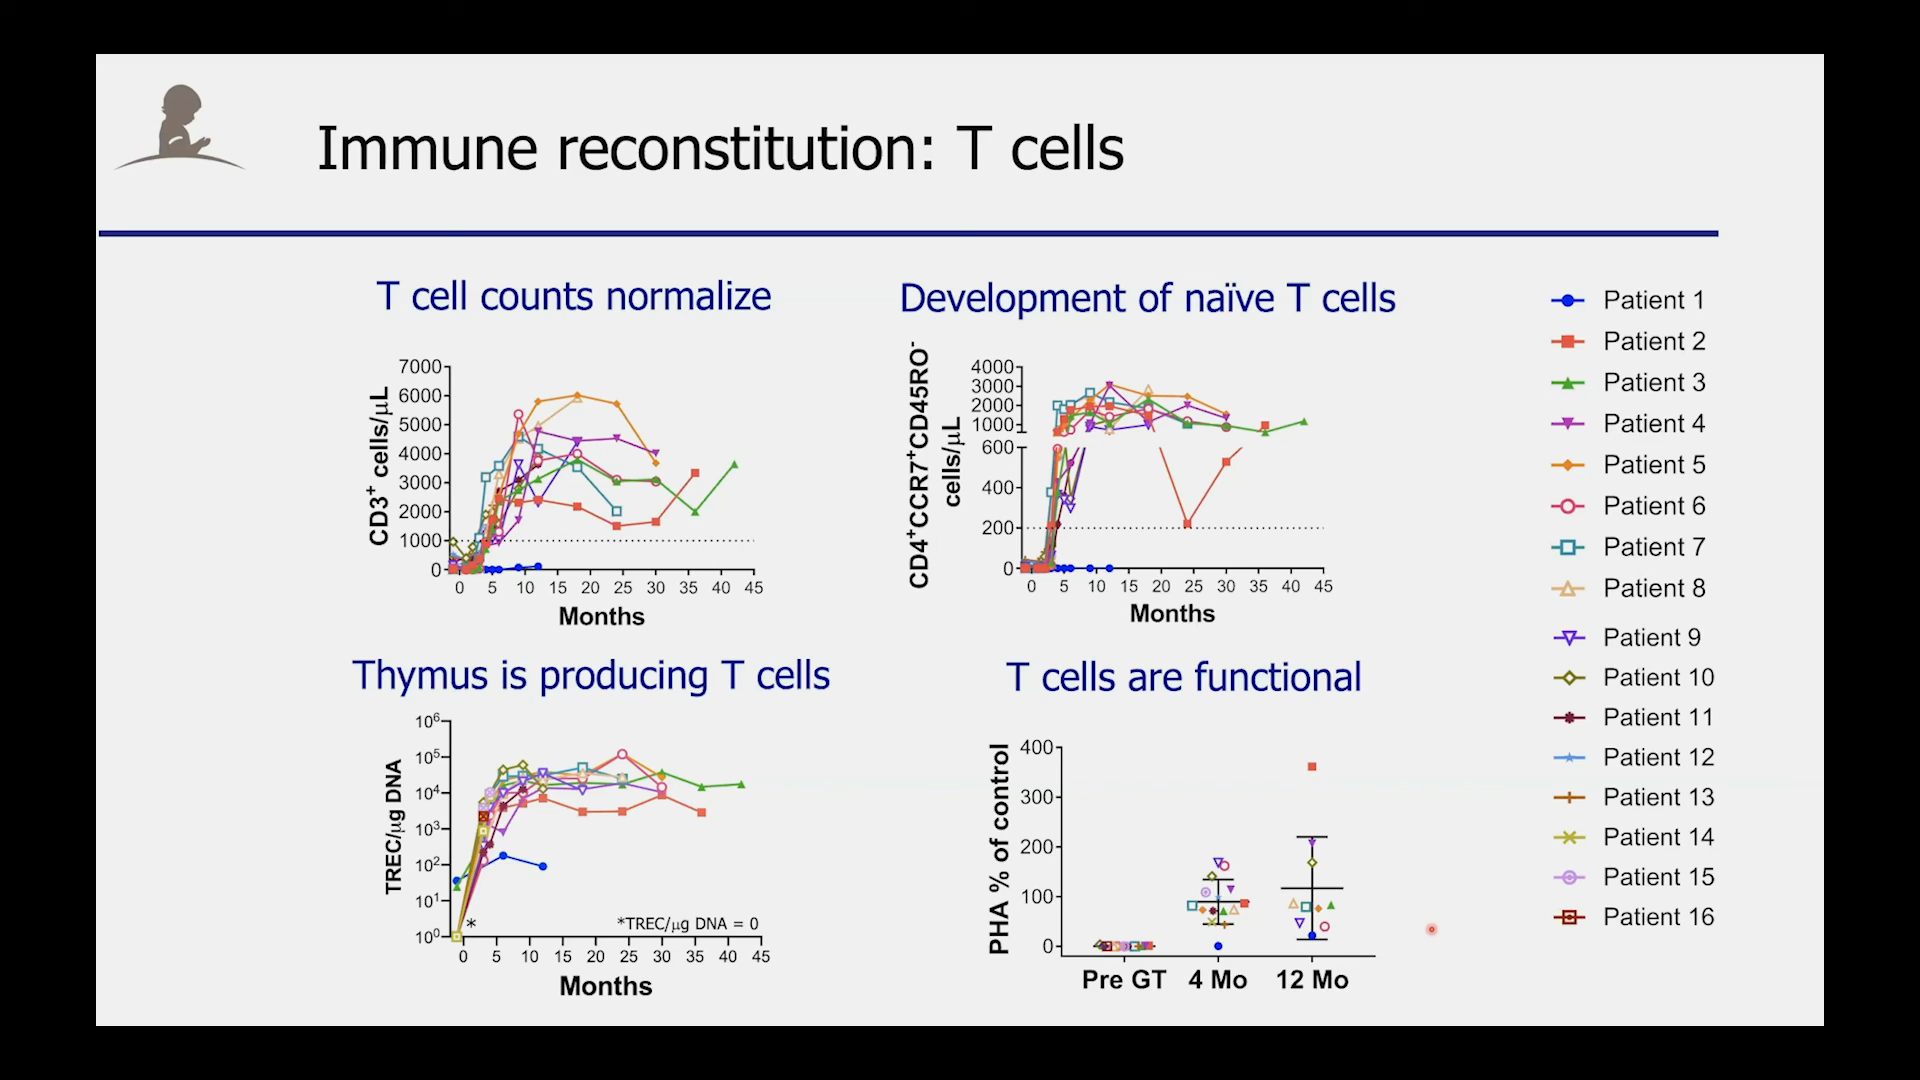 Immune reconstitution: T cells
T cell counts normalize
CD3⁺ cells/μL
7000
6000
5000
4000
3000
2000
1000
0
0 5 10 15 20 25 30 35 40 45
Months
Development of naïve T cells
CD4⁺CCR7⁺CD45RO⁻
cells/μL
4000
3000
2000
1000
600
400
200
0
0 5 10 15 20 25 30 35 40 45
Months
Thymus is producing T cells
TREC/μg DNA
10⁶
10⁵
10⁴
10³
10²
10¹
10⁰
*
*TREC/μg DNA = 0
0 5 10 15 20 25 30 35 40 45
Months
T cells are functional
PHA % of control
400
300
200
100
0
Pre GT 4 Mo 12 Mo
Patient 1
Patient 2
Patient 3
Patient 4
Patient 5
Patient 6
Patient 7
Patient 8
Patient 9
Patient 10
Patient 11
Patient 12
Patient 13
Patient 14
Patient 15
Patient 16